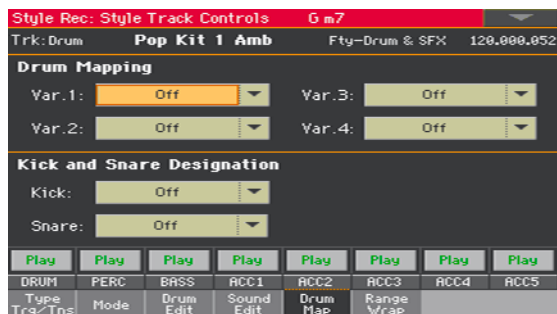 Style Rec: Style Track Controls G m7
Trk: Drum Pop Kit 1 Amb Fty-Drum & SFX 120.000.052
Drum Mapping
Var.1: Off Var.3: Off
Var.2: Off Var.4: Off
Kick and Snare Designation
Kick: Off
Snare: Off
Play Play Play Play Play Play Play Play
DRUM PERC BASS ACC1 ACC2 ACC3 ACC4 ACC5
Type Trg/Tns Mode Drum Edit Sound Edit Drum Map Range Wrap